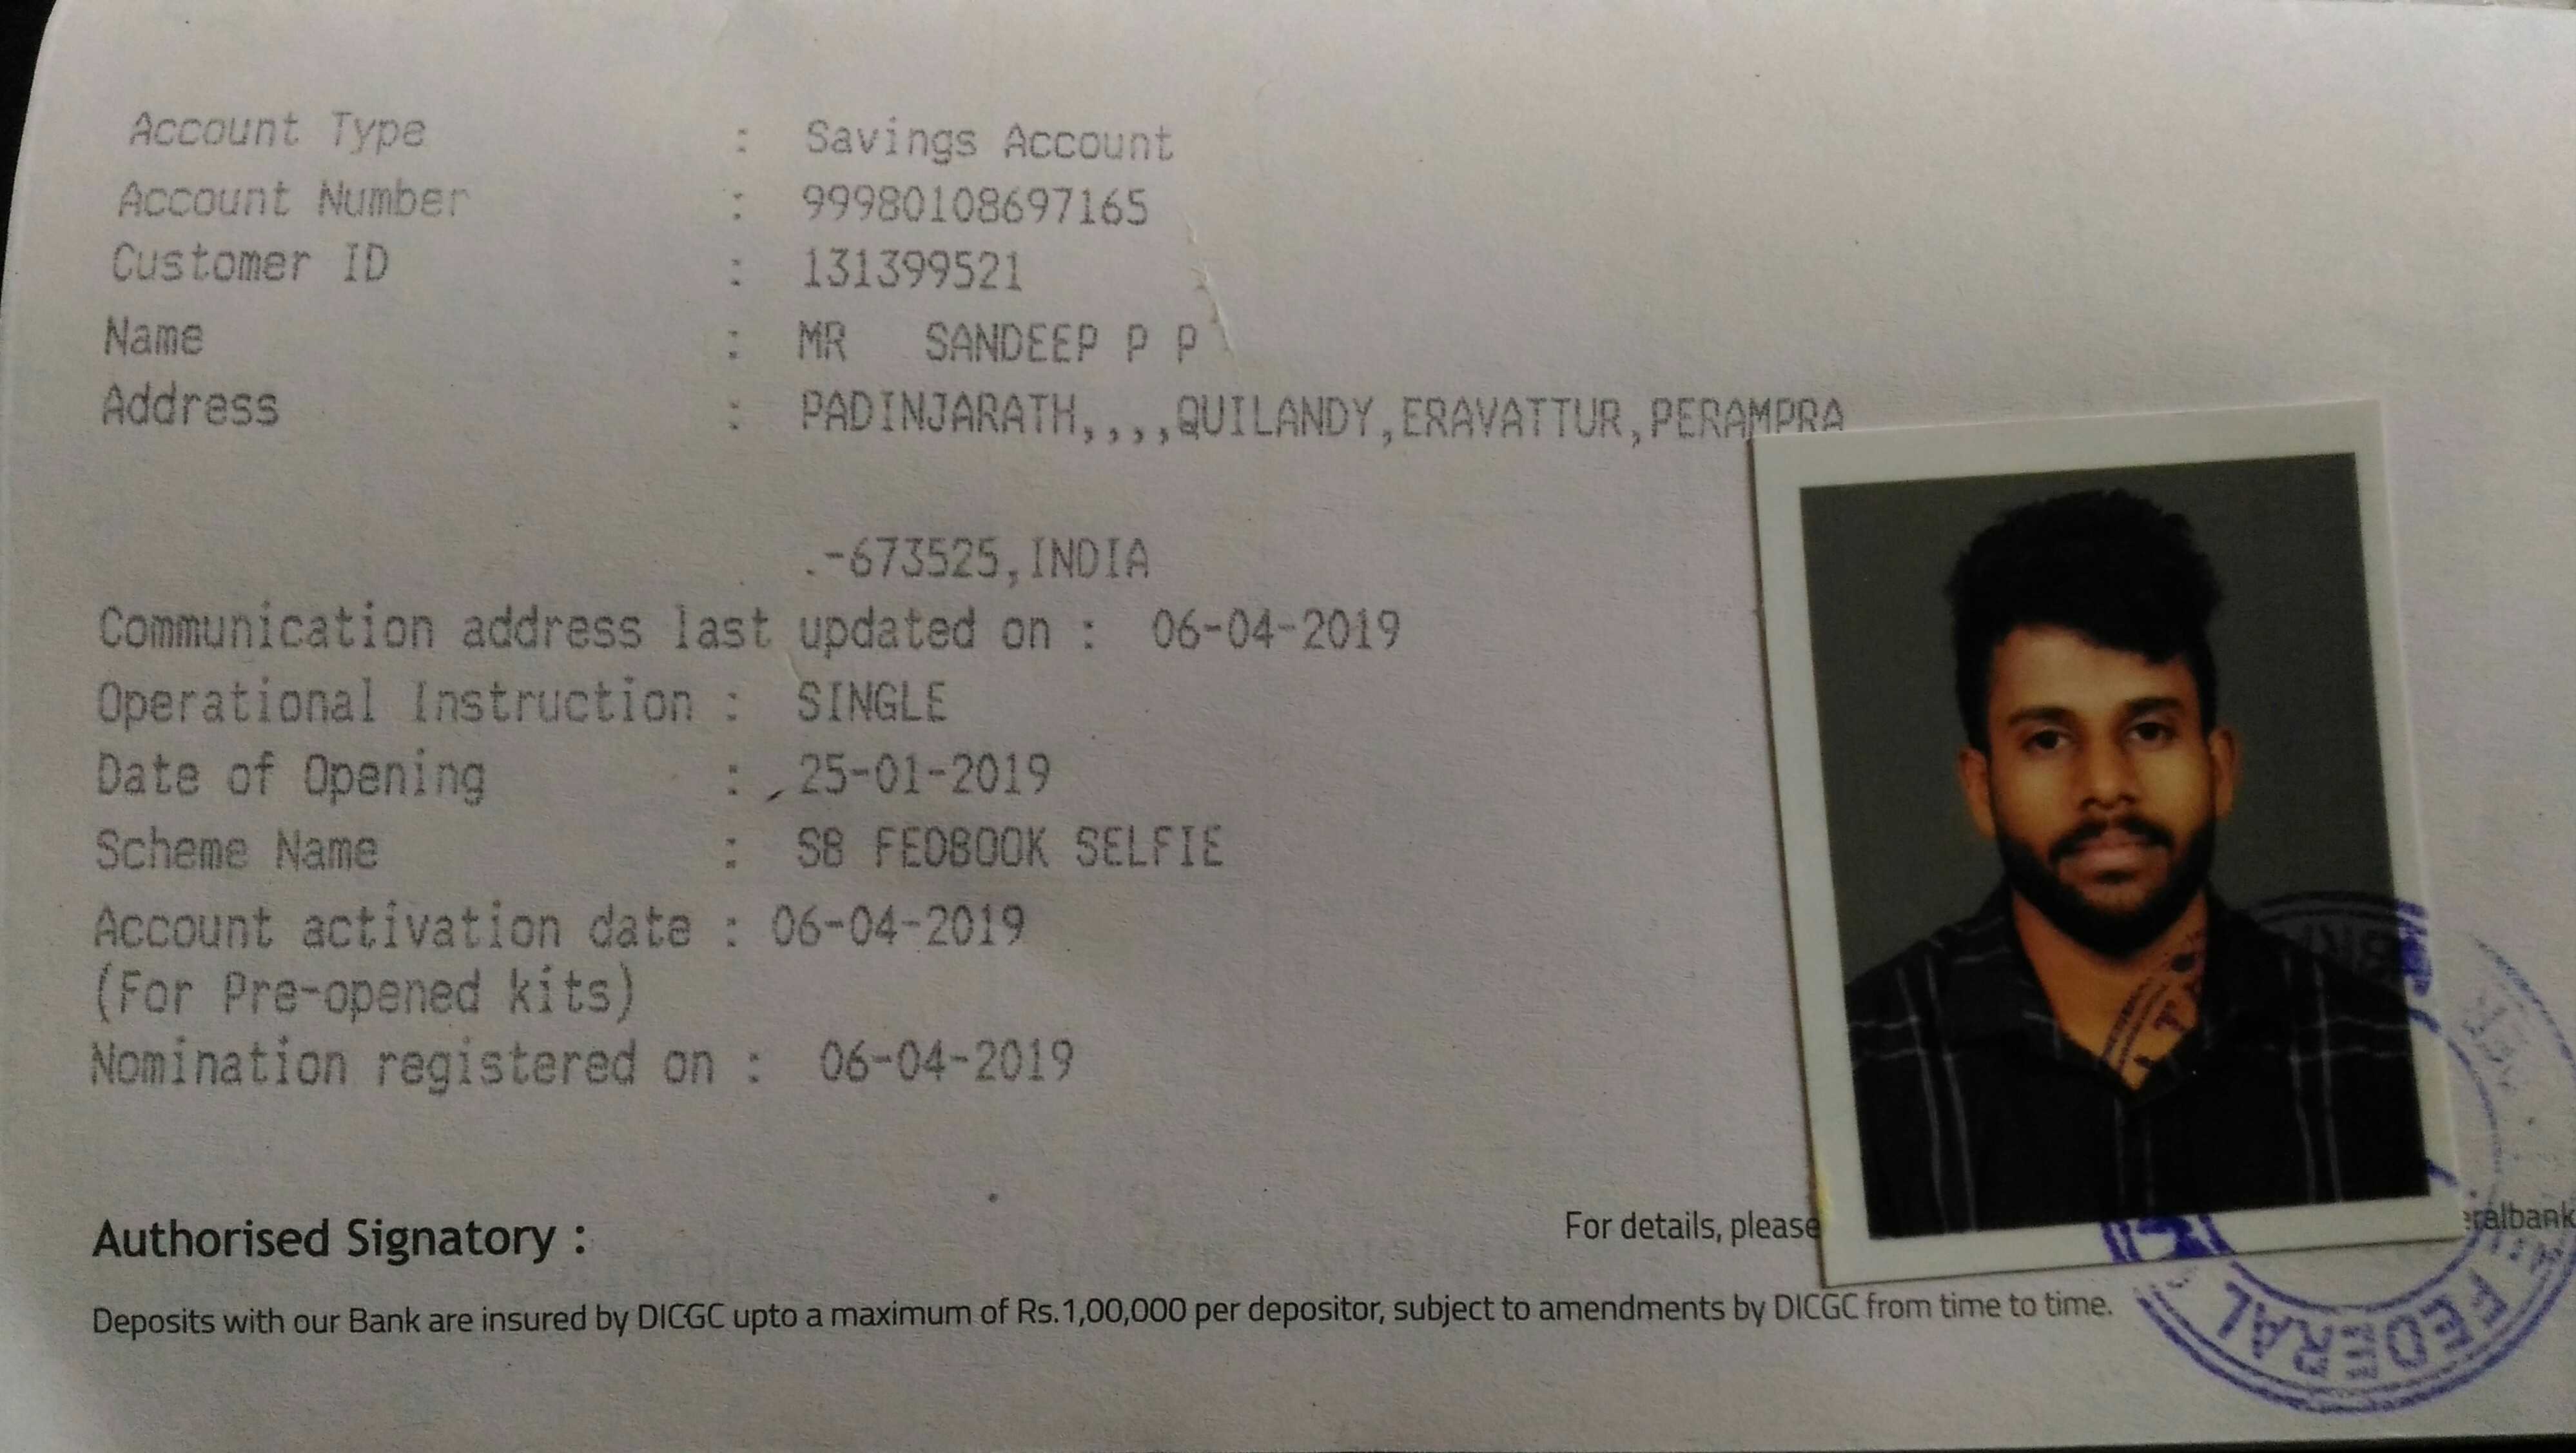 Account Type : Savings Account
Account Number : 99980108697165
Customer ID : 131399521
Name : MR SANDEEP P P
Address : PADINJARATH,,,,QUILANDY,ERAVATTUR,PERAMPRA
.-673525,INDIA
Communication address last updated on : 06-04-2019
Operational Instruction : SINGLE
Date of Opening : 25-01-2019
Scheme Name : SB FEDBOOK SELFIE
Account activation date : 06-04-2019
(For Pre-opened kits)
Nomination registered on : 06-04-2019
Authorised Signatory :
For details, please
Deposits with our Bank are insured by DICGC upto a maximum of Rs.1,00,000 per depositor, subject to amendments by DICGC from time to time.
FEDERAL